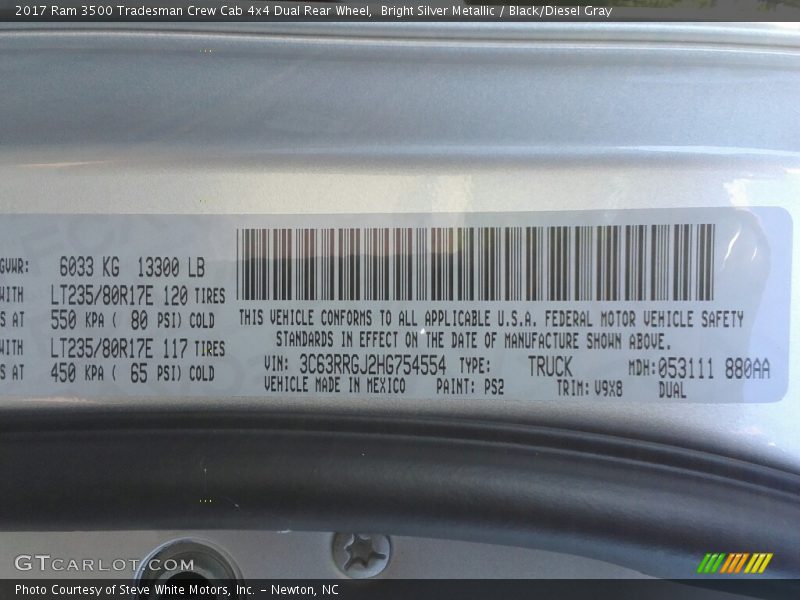 2017 Ram 3500 Tradesman Crew Cab 4x4 Dual Rear Wheel, Bright Silver Metallic / Black/Diesel Gray
GVWR: 6033 KG 13300 LB
WITH LT235/80R17E 120 TIRES
S AT 550 KPA ( 80 PSI) COLD
WITH LT235/80R17E 117 TIRES
S AT 450 KPA ( 65 PSI) COLD
THIS VEHICLE CONFORMS TO ALL APPLICABLE U.S.A. FEDERAL MOTOR VEHICLE SAFETY
STANDARDS IN EFFECT ON THE DATE OF MANUFACTURE SHOWN ABOVE.
VIN: 3C63RRGJ2HG754554 TYPE: TRUCK MDH: 053111 880AA
VEHICLE MADE IN MEXICO PAINT: PS2 TRIM: V9X8 DUAL
GTCARLOT.COM
Photo Courtesy of Steve White Motors, Inc. – Newton, NC